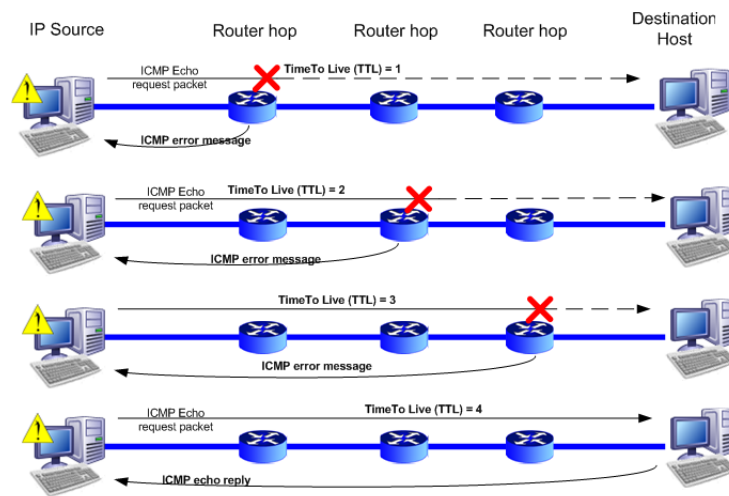 IP Source
Router hop
Router hop
Router hop
Destination
Host
ICMP Echo
request packet
TimeTo Live (TTL) = 1
ICMP error message
ICMP Echo
request packet
TimeTo Live (TTL) = 2
ICMP error message
TimeTo Live (TTL) = 3
ICMP error message
ICMP Echo
request packet
TimeTo Live (TTL) = 4
ICMP echo reply